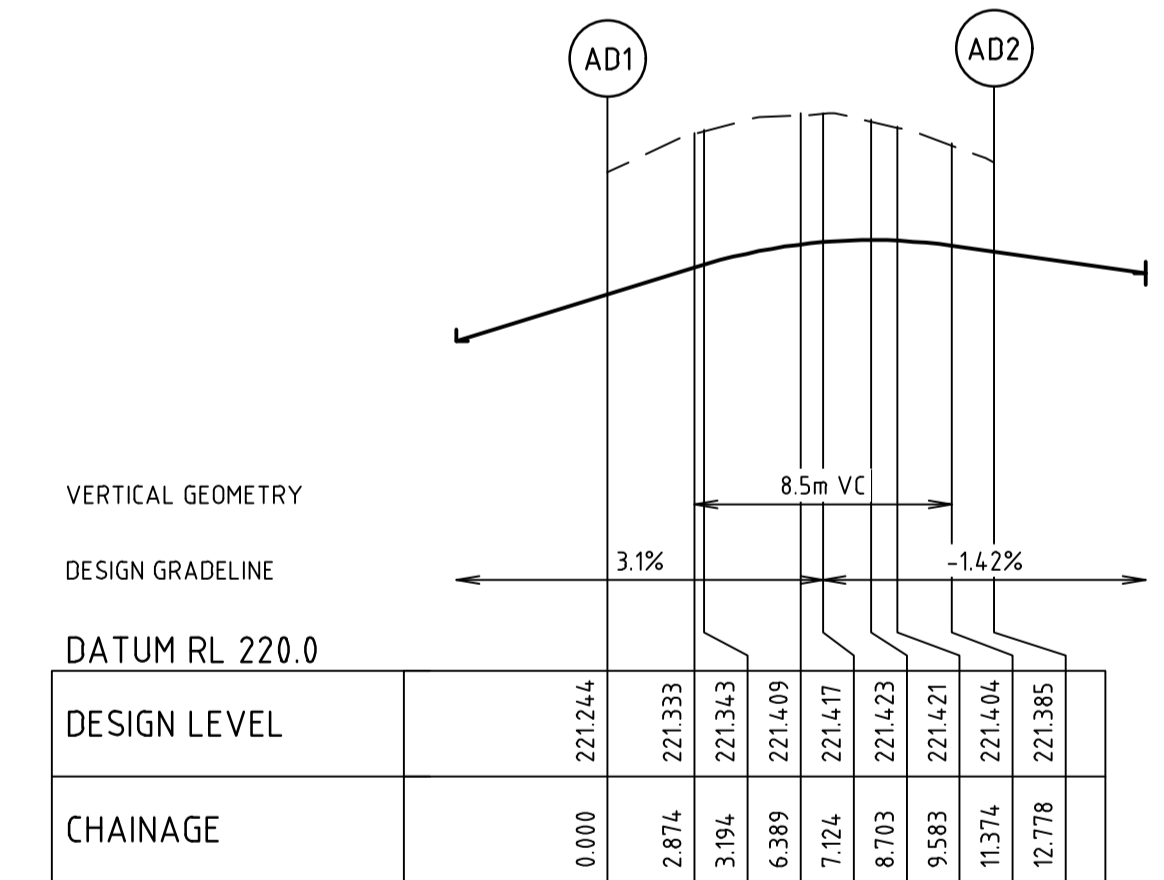 AD1
AD2
VERTICAL GEOMETRY
8.5m VC
DESIGN GRADELINE
3.1%
-1.42%
DATUM RL 220.0
DESIGN LEVEL
221.244
221.333
221.343
221.409
221.417
221.423
221.421
221.404
221.385
CHAINAGE
0.000
2.874
3.194
6.389
7.124
8.703
9.583
11.374
12.778